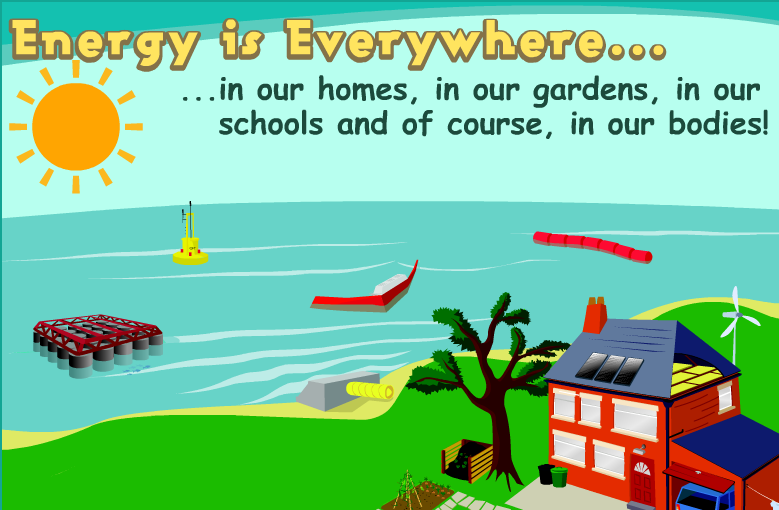 Energy is Everywhere...
...in our homes, in our gardens, in our
schools and of course, in our bodies!